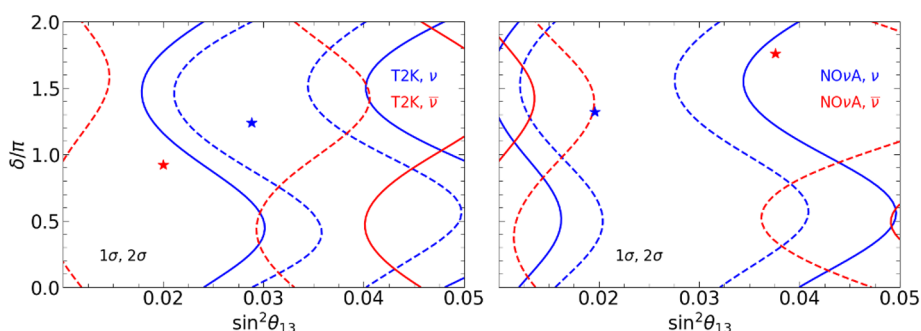 2.0
1.5
1.0
0.5
0.0
δ/π
T2K, ν
T2K, ν̅
1σ, 2σ
0.02 0.03 0.04 0.05
sin²θ₁₃
NOνA, ν
NOνA, ν̅
1σ, 2σ
0.02 0.03 0.04 0.05
sin²θ₁₃